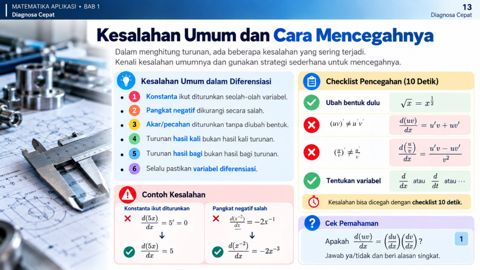 MATEMATIKA APLIKASI • BAB 1
Diagnosa Cepat
13
Diagnosa Cepat
Kesalahan Umum dan Cara Mencegahnya
Dalam menghitung turunan, ada beberapa kesalahan yang sering terjadi.
Kenali kesalahan umumnya dan gunakan strategi sederhana untuk mencegahnya.
Kesalahan Umum dalam Diferensiasi
1 Konstanta ikut diturunkan seolah-olah variabel.
2 Pangkat negatif dikurangi secara salah.
3 Akar/pecahan diturunkan tanpa diubah bentuk.
4 Turunan hasil kali bukan hasil kali turunan.
5 Turunan hasil bagi bukan hasil bagi turunan.
6 Selalu pastikan variabel diferensiasi.
Contoh Kesalahan
Konstanta ikut diturunkan
d(5x)/dx = 5' = 0
d(5x)/dx = 5
Pangkat negatif salah
d(x⁻²)/dx = -2x⁻¹
d(x⁻²)/dx = -2x⁻³
Checklist Pencegahan (10 Detik)
Ubah bentuk dulu
√x = x^(1/2)
(uv)' ≠ u'v'
d(uv)/dx = u'v + uv'
d(u/v)/dx = (u'v - uv')/v²
Tentukan variabel
d/dx atau d/dt atau ···
Kesalahan bisa dicegah dengan checklist 10 detik.
Cek Pemahaman
Apakah d(uv)/dx = (du/dx)(dv/dx) ?
1
Jawab ya/tidak dan beri alasan singkat.